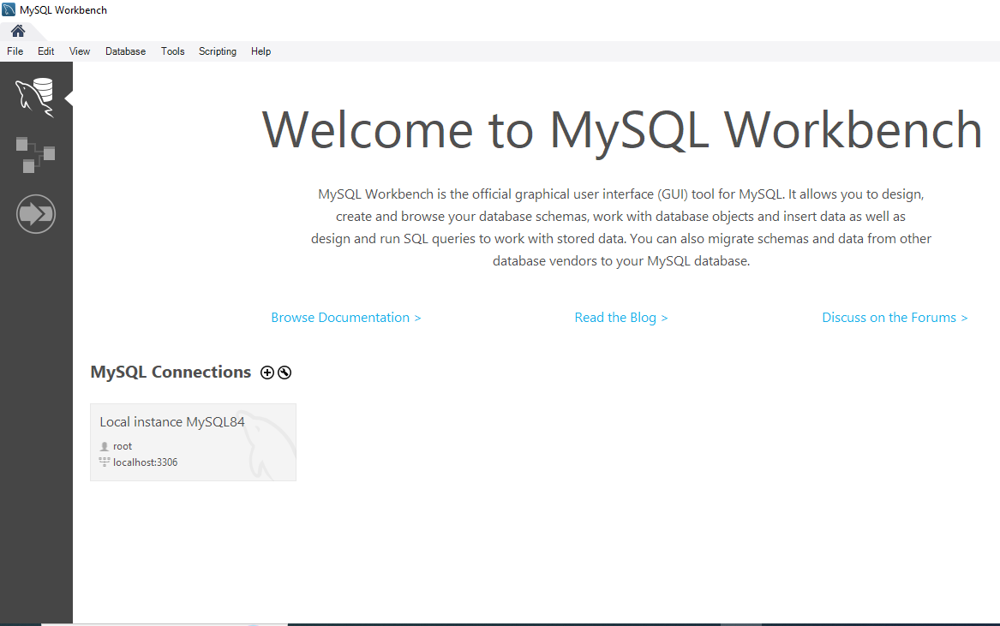 MySQL Workbench
File Edit View Database Tools Scripting Help
Welcome to MySQL Workbench
MySQL Workbench is the official graphical user interface (GUI) tool for MySQL. It allows you to design,
create and browse your database schemas, work with database objects and insert data as well as
design and run SQL queries to work with stored data. You can also migrate schemas and data from other
database vendors to your MySQL database.
Browse Documentation > Read the Blog > Discuss on the Forums >
MySQL Connections
Local instance MySQL84
root
localhost:3306